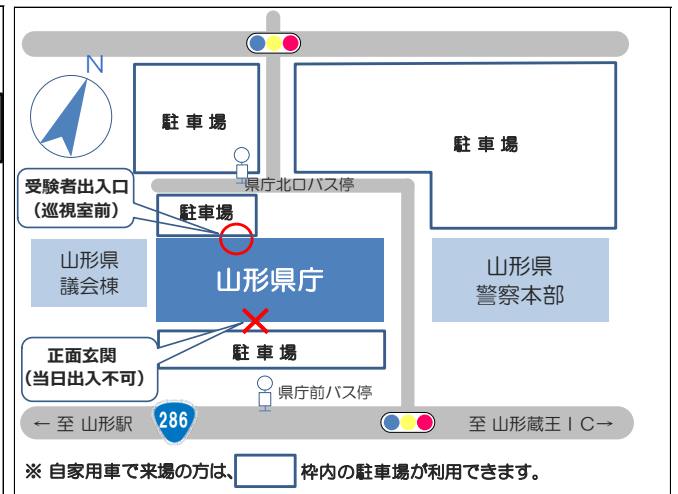 N
駐 車 場
駐 車 場
県庁北口バス停
受験者出入口
（巡視室前）
駐車場
山形県
議会棟
山形県庁
山形県
警察本部
正面玄関
（当日出入不可）
駐 車 場
県庁前バス停
← 至 山形駅
286
至 山形蔵王ＩＣ→
※ 自家用車で来場の方は、 枠内の駐車場が利用できます。